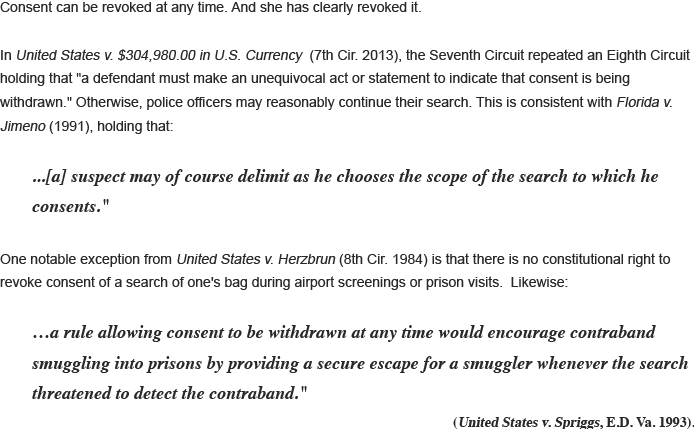 Consent can be revoked at any time. And she has clearly revoked it.
In United States v. $304,980.00 in U.S. Currency (7th Cir. 2013), the Seventh Circuit repeated an Eighth Circuit
holding that "a defendant must make an unequivocal act or statement to indicate that consent is being
withdrawn." Otherwise, police officers may reasonably continue their search. This is consistent with Florida v.
Jimeno (1991), holding that:
...[a] suspect may of course delimit as he chooses the scope of the search to which he
consents."
One notable exception from United States v. Herzbrun (8th Cir. 1984) is that there is no constitutional right to
revoke consent of a search of one's bag during airport screenings or prison visits. Likewise:
…a rule allowing consent to be withdrawn at any time would encourage contraband
smuggling into prisons by providing a secure escape for a smuggler whenever the search
threatened to detect the contraband."
(United States v. Spriggs, E.D. Va. 1993).